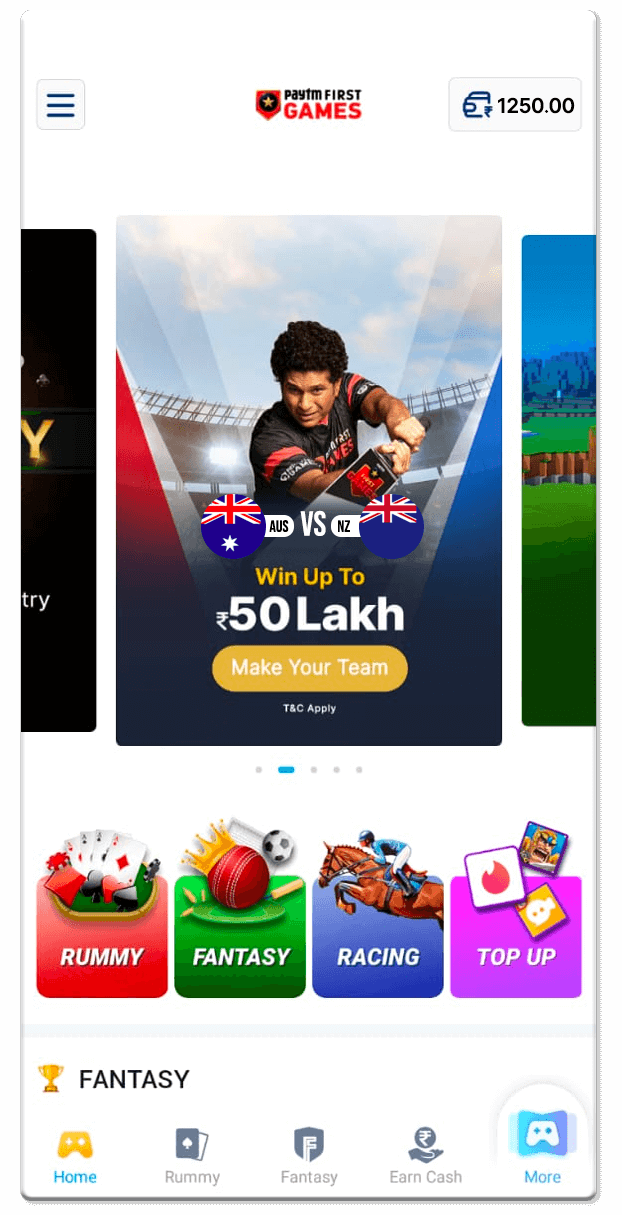 Paytm FIRST
GAMES
₹ 1250.00
Y
try
AUS VS NZ
Win Up To
₹50 Lakh
Make Your Team
T&C Apply
RUMMY
FANTASY
RACING
TOP UP
FANTASY
Home
Rummy
Fantasy
Earn Cash
More